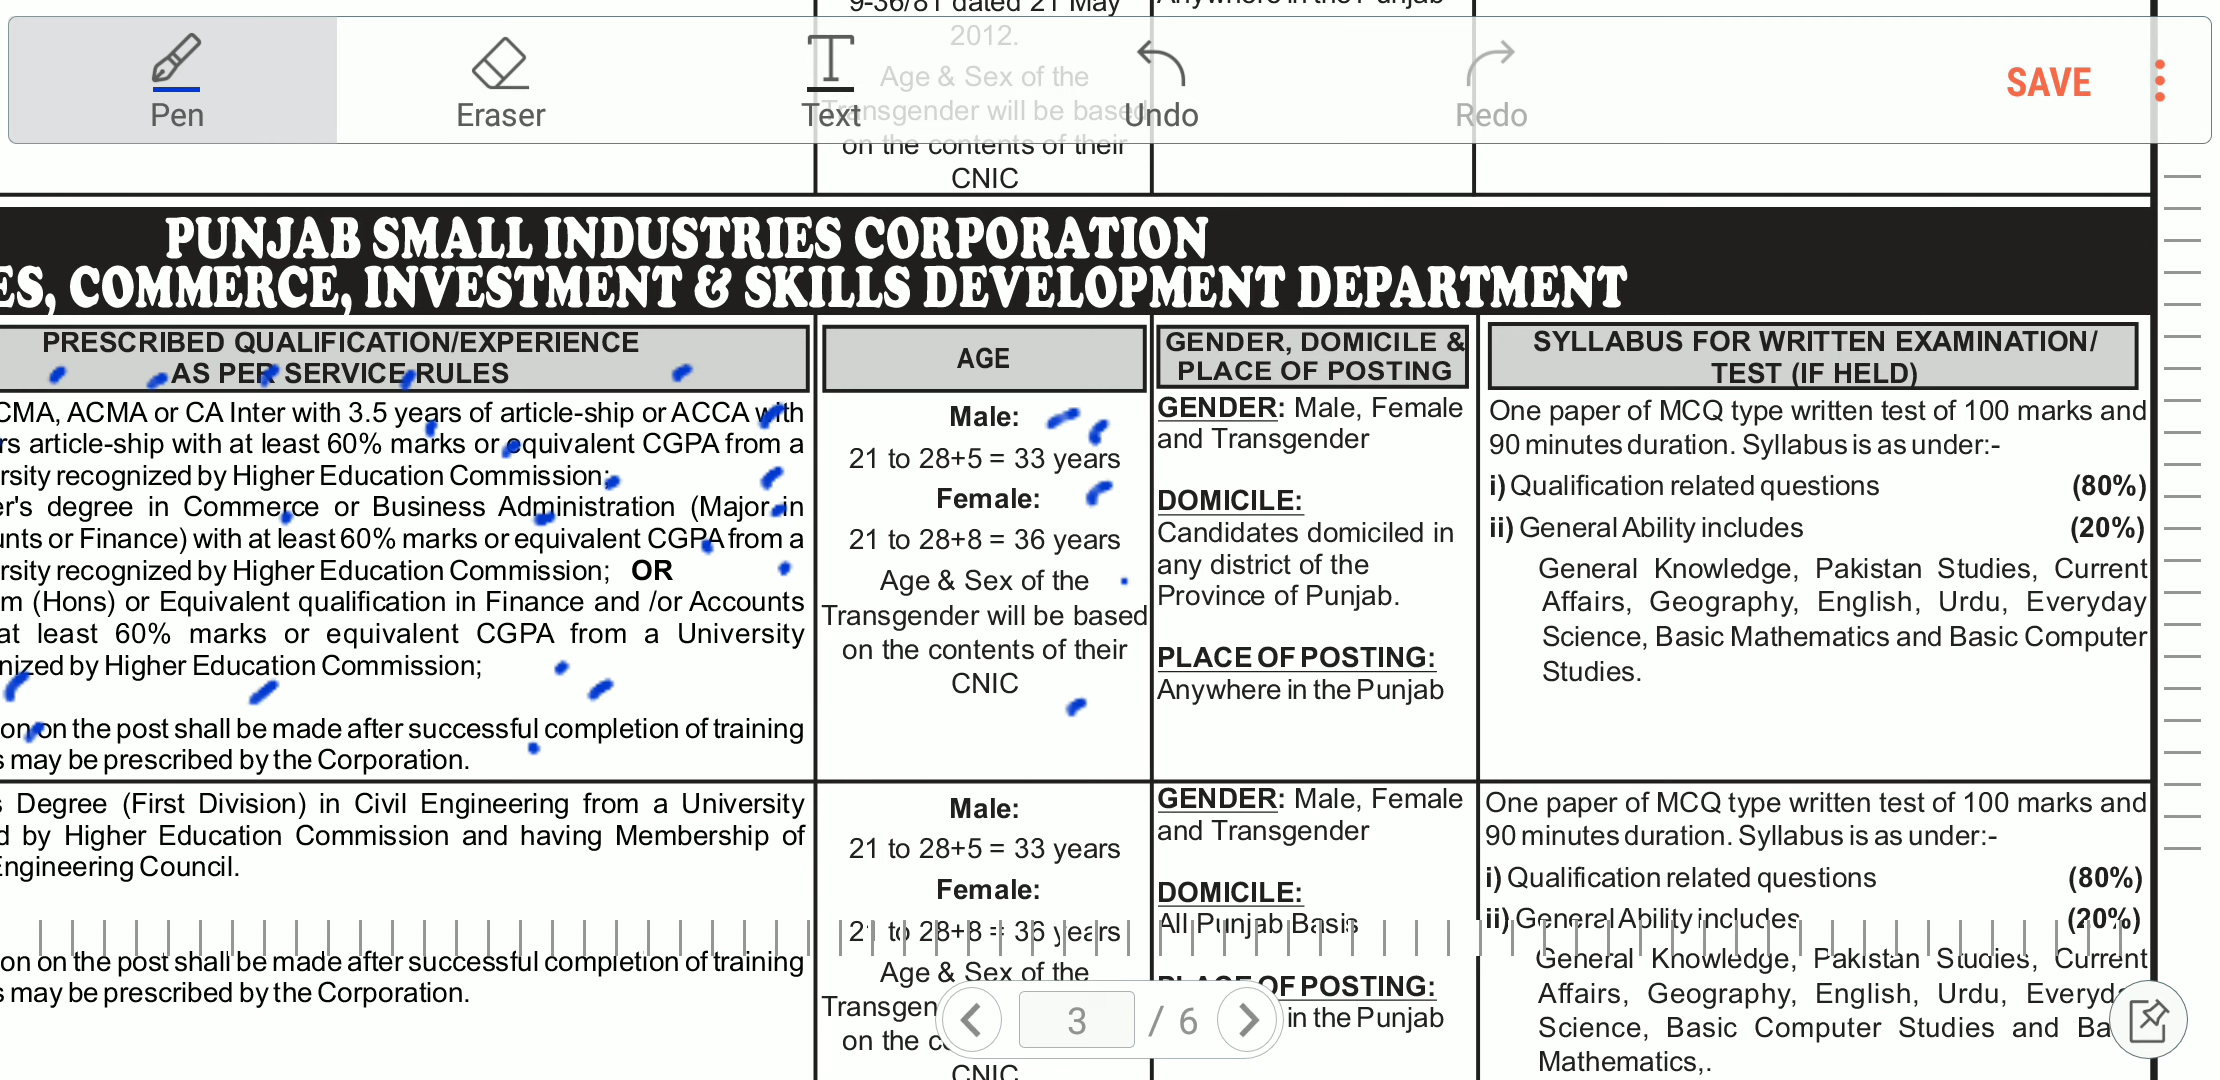 9-36/81 dated 21 May
Anywhere in the Punjab
2012.
Age & Sex of the
Transgender will be based
on the contents of their
CNIC
Pen
Eraser
Text
Undo
Redo
SAVE
PUNJAB SMALL INDUSTRIES CORPORATION
ES, COMMERCE, INVESTMENT & SKILLS DEVELOPMENT DEPARTMENT
PRESCRIBED QUALIFICATION/EXPERIENCE
AS PER SERVICE RULES
CMA, ACMA or CA Inter with 3.5 years of article-ship or ACCA with
rs article-ship with at least 60% marks or equivalent CGPA from a
rsity recognized by Higher Education Commission;
er's degree in Commerce or Business Administration (Major in
unts or Finance) with at least 60% marks or equivalent CGPA from a
rsity recognized by Higher Education Commission; OR
m (Hons) or Equivalent qualification in Finance and /or Accounts
at least 60% marks or equivalent CGPA from a University
nized by Higher Education Commission;
on on the post shall be made after successful completion of training
s may be prescribed by the Corporation.
AGE
Male:
21 to 28+5 = 33 years
Female:
21 to 28+8 = 36 years
Age & Sex of the
Transgender will be based
on the contents of their
CNIC
GENDER, DOMICILE &
PLACE OF POSTING
GENDER: Male, Female
and Transgender
DOMICILE:
Candidates domiciled in
any district of the
Province of Punjab.
PLACE OF POSTING:
Anywhere in the Punjab
SYLLABUS FOR WRITTEN EXAMINATION/
TEST (IF HELD)
One paper of MCQ type written test of 100 marks and
90 minutes duration. Syllabus is as under:-
i) Qualification related questions (80%)
ii) General Ability includes (20%)
General Knowledge, Pakistan Studies, Current
Affairs, Geography, English, Urdu, Everyday
Science, Basic Mathematics and Basic Computer
Studies.
s Degree (First Division) in Civil Engineering from a University
d by Higher Education Commission and having Membership of
Engineering Council.
on on the post shall be made after successful completion of training
s may be prescribed by the Corporation.
Male:
21 to 28+5 = 33 years
Female:
21 to 28+8 = 36 years
Age & Sex of the
Transgen
on the c
CNIC
GENDER: Male, Female
and Transgender
DOMICILE:
All Punjab Basis
OF POSTING:
in the Punjab
One paper of MCQ type written test of 100 marks and
90 minutes duration. Syllabus is as under:-
i) Qualification related questions (80%)
ii) General Ability includes (20%)
General Knowledge, Pakistan Studies, Current
Affairs, Geography, English, Urdu, Everyd
Science, Basic Computer Studies and Ba
Mathematics,.
3 / 6